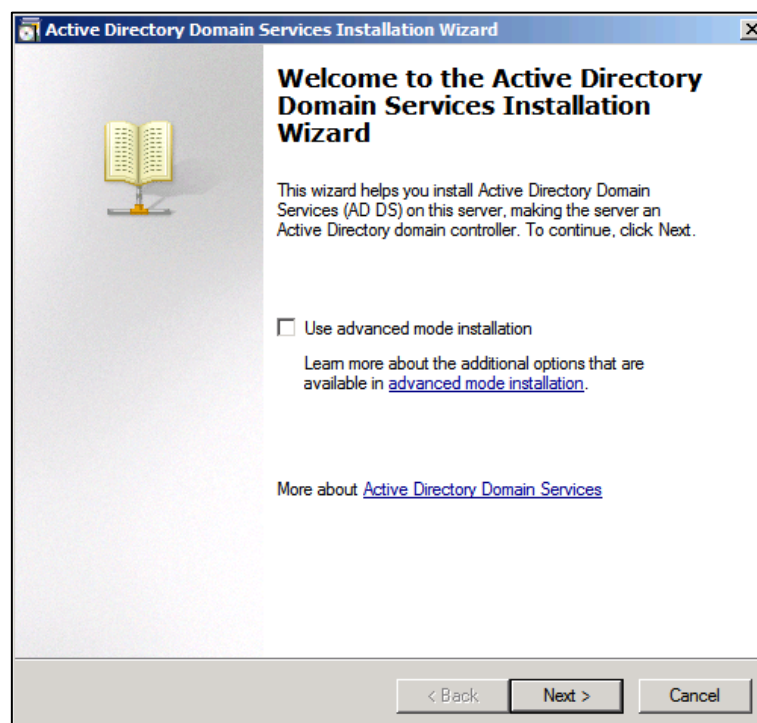 Active Directory Domain Services Installation Wizard
Welcome to the Active Directory
Domain Services Installation
Wizard
This wizard helps you install Active Directory Domain
Services (AD DS) on this server, making the server an
Active Directory domain controller. To continue, click Next.
Use advanced mode installation
Learn more about the additional options that are
available in advanced mode installation.
More about Active Directory Domain Services
< Back
Next >
Cancel